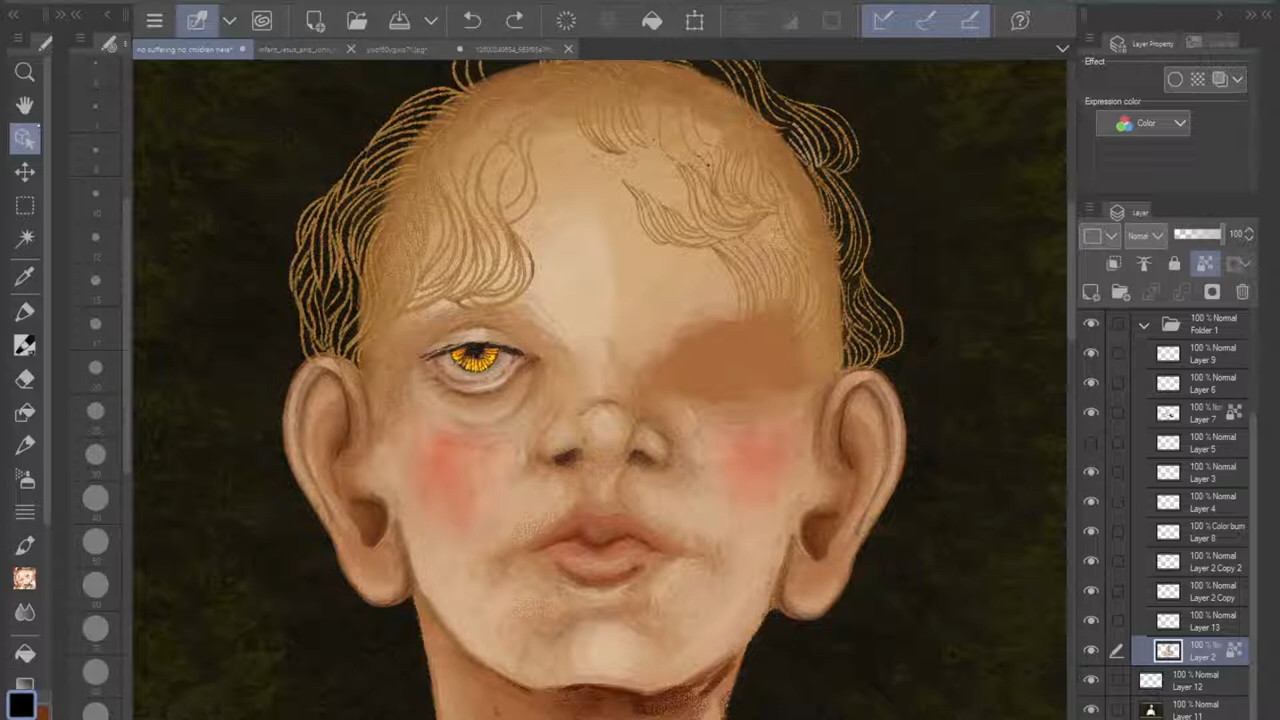 no suffering no children here*
Layer Property
Effect
Expression color
Color
Layer
Normal
100
100 % Normal
Folder 1
100 % Normal
Layer 9
100 % Normal
Layer 6
Layer 7
100 % Normal
Layer 5
100 % Normal
Layer 3
100 % Normal
Layer 4
100 % Color burn
Layer 8
100 % Normal
Layer 2 Copy 2
100 % Normal
Layer 2 Copy
100 % Normal
Layer 13
Layer 2
100 % Normal
Layer 12
100 % Normal
Layer 11